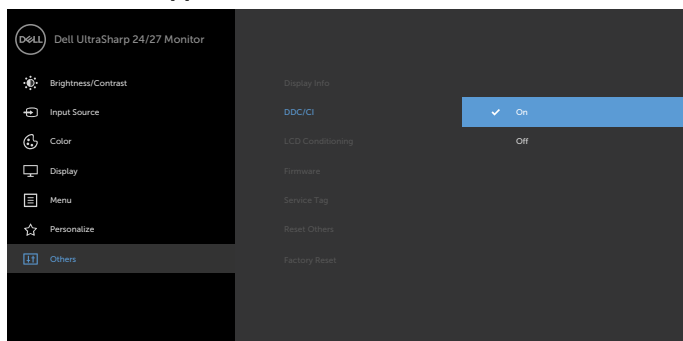 DELL
Dell UltraSharp 24/27 Monitor
Brightness/Contrast
Input Source
Color
Display
Menu
Personalize
Others
Display Info
DDC/CI
LCD Conditioning
Firmware
Service Tag
Reset Others
Factory Reset
On
Off